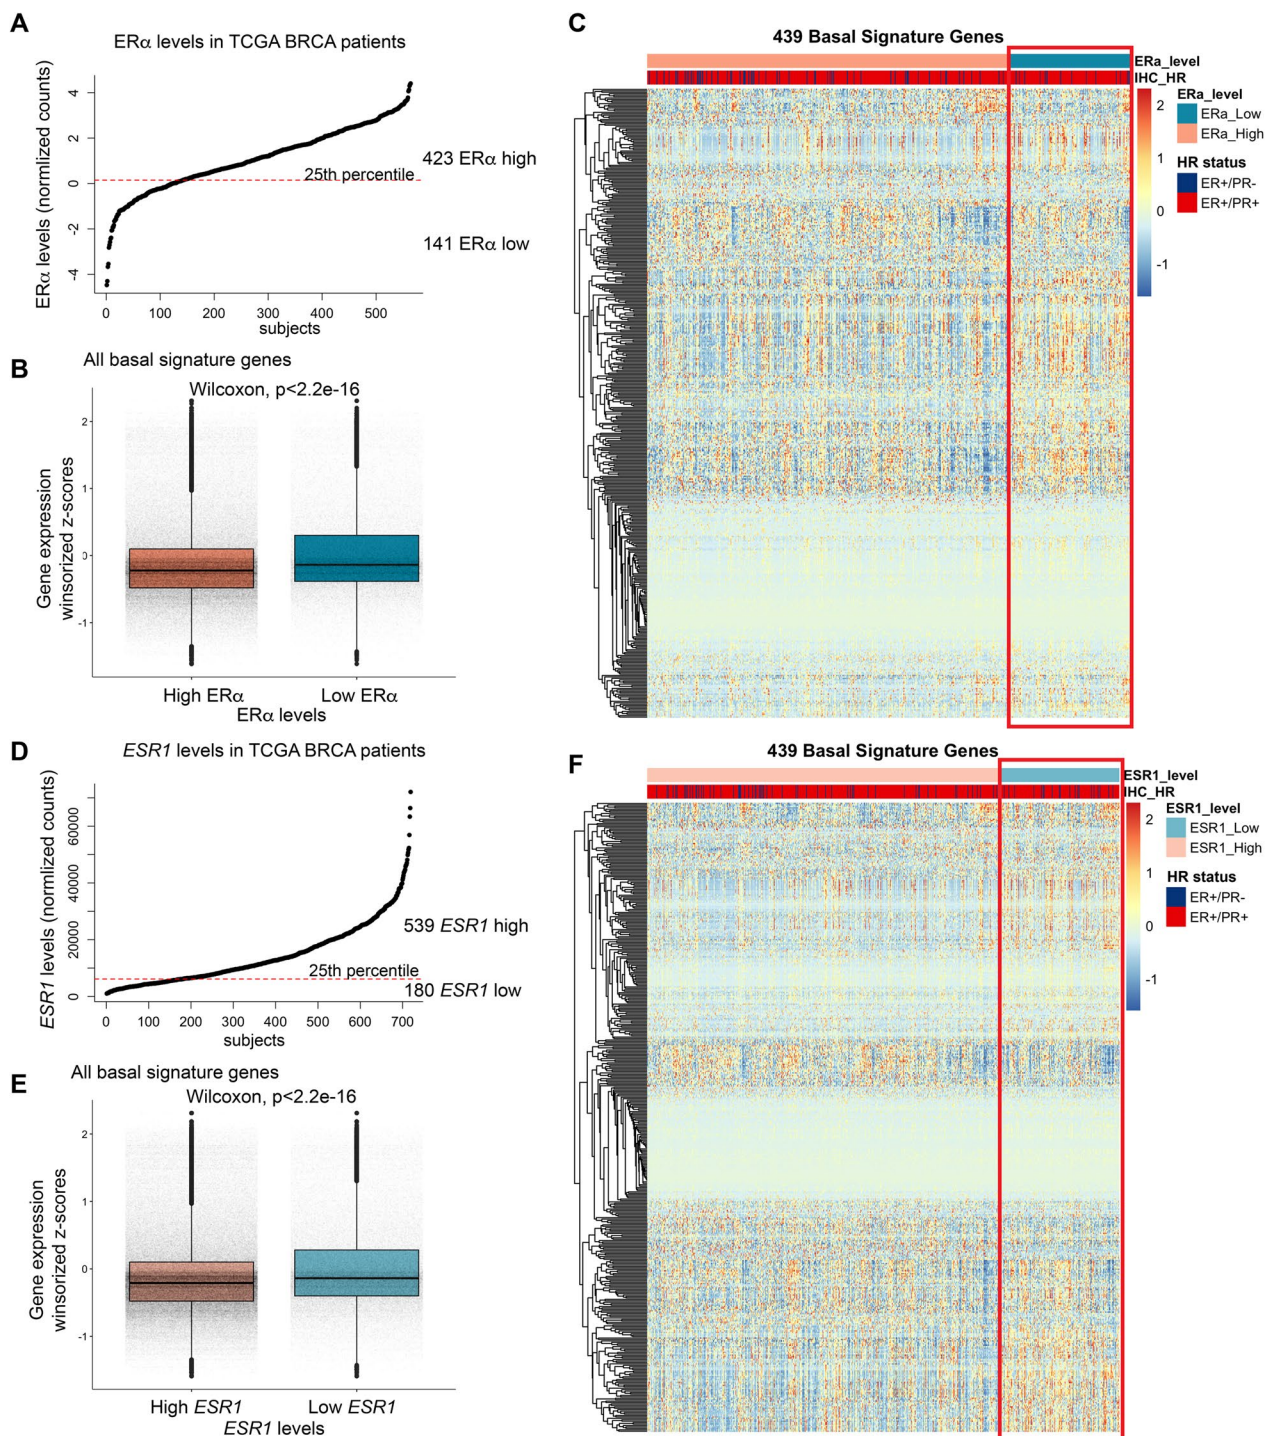 A
ERα levels in TCGA BRCA patients
ERα levels (normlized counts)
4
2
0
-2
-4
423 ERα high
25th percentile
141 ERα low
0 100 200 300 400 500
subjects
B
All basal signature genes
Wilcoxon, p<2.2e-16
Gene expression
winsorized z-scores
2
1
0
-1
High ERα Low ERα
ERα levels
C
439 Basal Signature Genes
ERa_level
IHC_HR
2
1
0
-1
ERa_level
ERa_Low
ERa_High
HR status
ER+/PR-
ER+/PR+
D
ESR1 levels in TCGA BRCA patients
ESR1 levels (normlized counts)
60000
40000
20000
0
539 ESR1 high
25th percentile
180 ESR1 low
0 100 200 300 400 500 600 700
subjects
E
All basal signature genes
Wilcoxon, p<2.2e-16
Gene expression
winsorized z-scores
2
1
0
-1
High ESR1 Low ESR1
ESR1 levels
F
439 Basal Signature Genes
ESR1_level
IHC_HR
2
1
0
-1
ESR1_level
ESR1_Low
ESR1_High
HR status
ER+/PR-
ER+/PR+